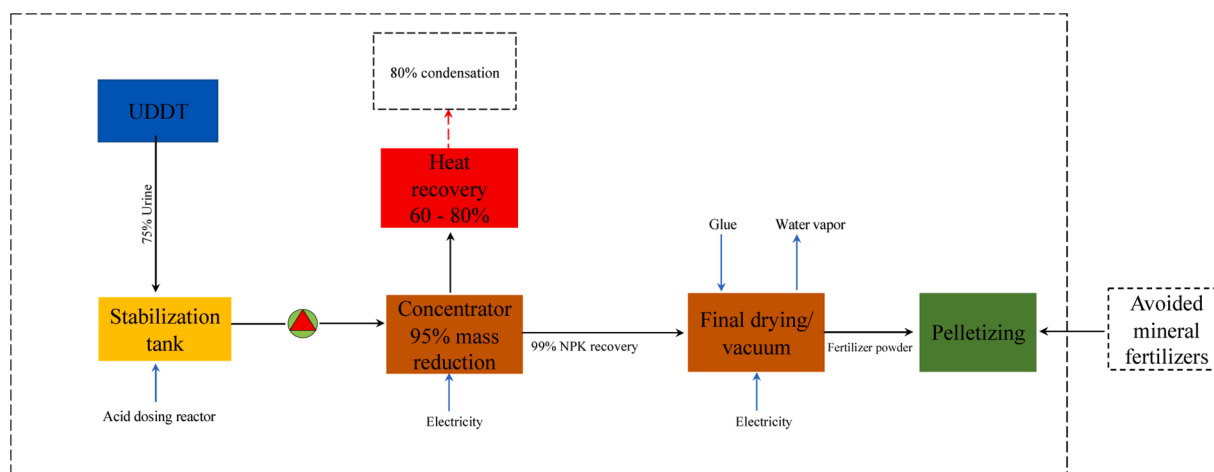 80% condensation
UDDT
Heat
recovery
60 - 80%
75% Urine
Glue
Water vapor
Stabilization
tank
Concentrator
95% mass
reduction
99% NPK recovery
Final drying/
vacuum
Fertilizer powder
Pelletizing
Avoided
mineral
fertilizers
Acid dosing reactor
Electricity
Electricity